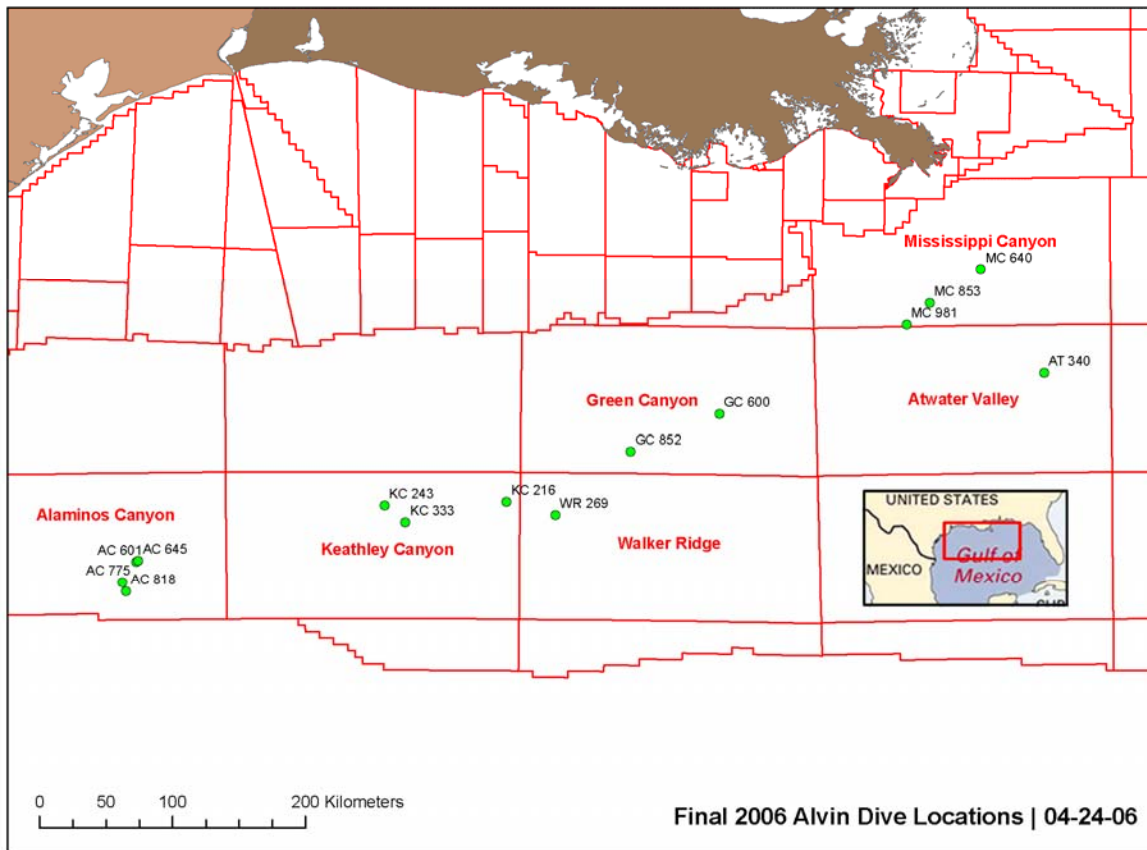 Mississippi Canyon
MC 640
MC 853
MC 981
AT 340
Green Canyon
GC 600
Atwater Valley
GC 852
KC 243
KC 216
UNITED STATES
Alaminos Canyon
KC 333
WR 269
Keathley Canyon
Walker Ridge
AC 601
AC 645
Gulf of
MEXICO
Mexico
AC 775
AC 818
0 50 100 200 Kilometers
Final 2006 Alvin Dive Locations | 04-24-06